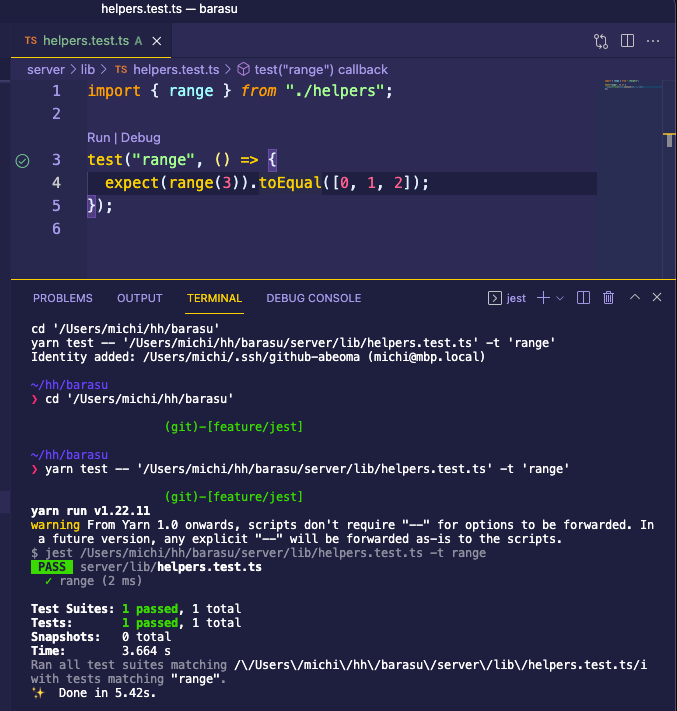 helpers.test.ts — barasu
TS helpers.test.ts A ×
server > lib > TS helpers.test.ts > test("range") callback
1 import { range } from "./helpers";
2
Run | Debug
3 test("range", () => {
4 expect(range(3)).toEqual([0, 1, 2]);
5 });
6
PROBLEMS OUTPUT TERMINAL DEBUG CONSOLE jest
cd '/Users/michi/hh/barasu'
yarn test -- '/Users/michi/hh/barasu/server/lib/helpers.test.ts' -t 'range'
Identity added: /Users/michi/.ssh/github-abeoma (michi@mbp.local)
~/hh/barasu
❯ cd '/Users/michi/hh/barasu'
(git)-[feature/jest]
~/hh/barasu
❯ yarn test -- '/Users/michi/hh/barasu/server/lib/helpers.test.ts' -t 'range'
(git)-[feature/jest]
yarn run v1.22.11
warning From Yarn 1.0 onwards, scripts don't require "--" for options to be forwarded. In
a future version, any explicit "--" will be forwarded as-is to the scripts.
$ jest /Users/michi/hh/barasu/server/lib/helpers.test.ts -t range
PASS server/lib/helpers.test.ts
✓ range (2 ms)
Test Suites: 1 passed, 1 total
Tests: 1 passed, 1 total
Snapshots: 0 total
Time: 3.664 s
Ran all test suites matching /\/Users\/michi\/hh\/barasu\/server\/lib\/helpers.test.ts/i
with tests matching "range".
✨ Done in 5.42s.